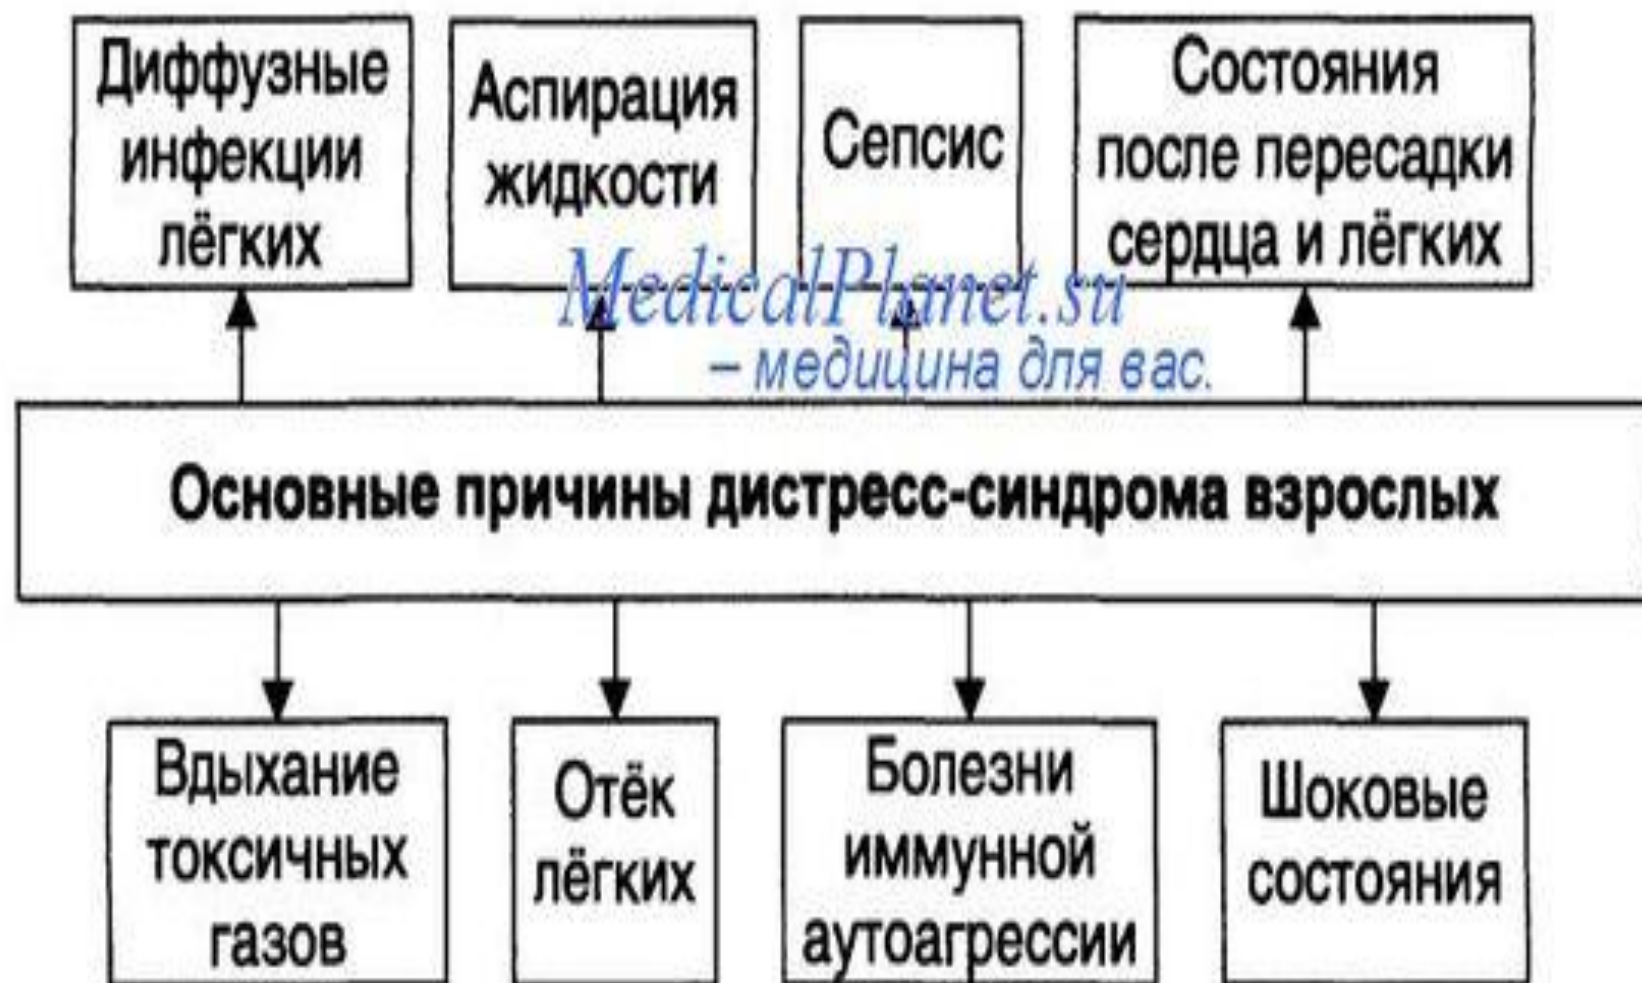 Диффузные
инфекции
лёгких
Аспирация
жидкости
Сепсис
Состояния
после пересадки
сердца и лёгких
MedicalPlanet.su
– медицина для вас.
Основные причины дистресс-синдрома взрослых
Вдыхание
токсичных
газов
Отёк
лёгких
Болезни
иммунной
аутоагрессии
Шоковые
состояния